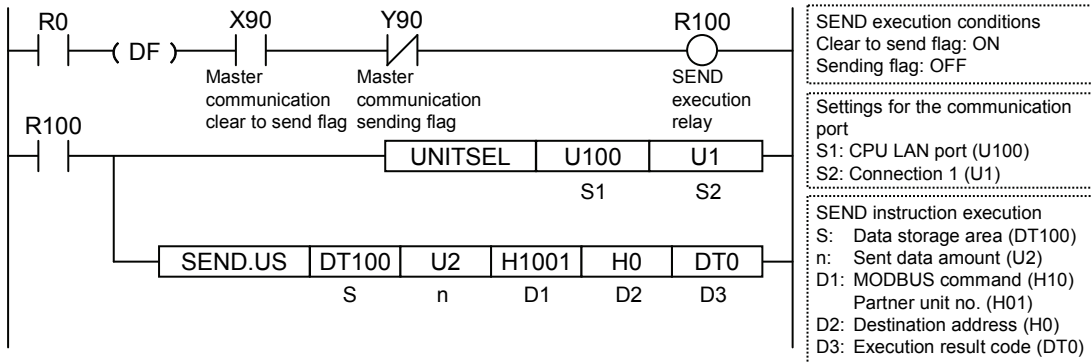 R0 X90 Y90 R100
( DF )
Master
communication
clear to send flag
Master
communication
sending flag
SEND
execution
relay
R100
UNITSEL U100 U1
S1 S2
SEND.US DT100 U2 H1001 H0 DT0
S n D1 D2 D3
SEND execution conditions
Clear to send flag: ON
Sending flag: OFF
Settings for the communication
port
S1: CPU LAN port (U100)
S2: Connection 1 (U1)
SEND instruction execution
S: Data storage area (DT100)
n: Sent data amount (U2)
D1: MODBUS command (H10)
Partner unit no. (H01)
D2: Destination address (H0)
D3: Execution result code (DT0)